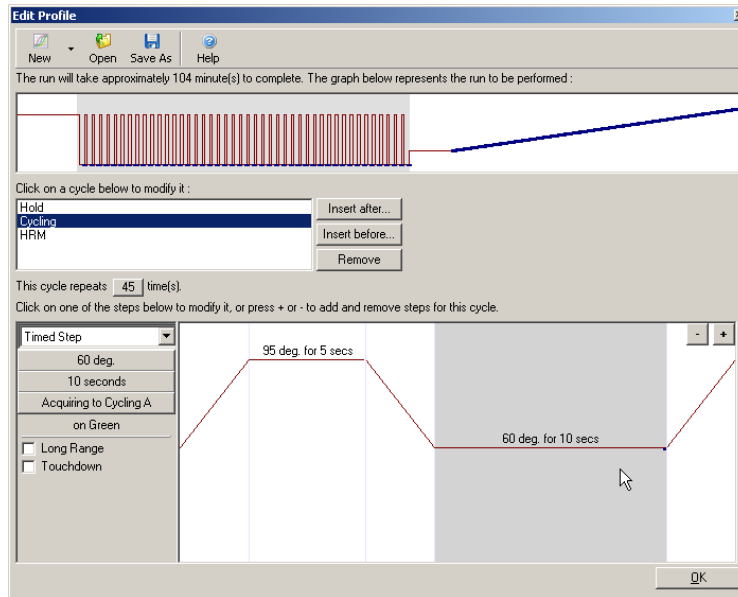 Edit Profile
New Open Save As Help
The run will take approximately 104 minute(s) to complete. The graph below represents the run to be performed :
Click on a cycle below to modify it :
Hold
Cycling
HRM
Insert after...
Insert before...
Remove
This cycle repeats 45 time(s).
Click on one of the steps below to modify it, or press + or - to add and remove steps for this cycle.
Timed Step
60 deg.
10 seconds
Acquiring to Cycling A
on Green
Long Range
Touchdown
95 deg. for 5 secs
60 deg. for 10 secs
- +
OK